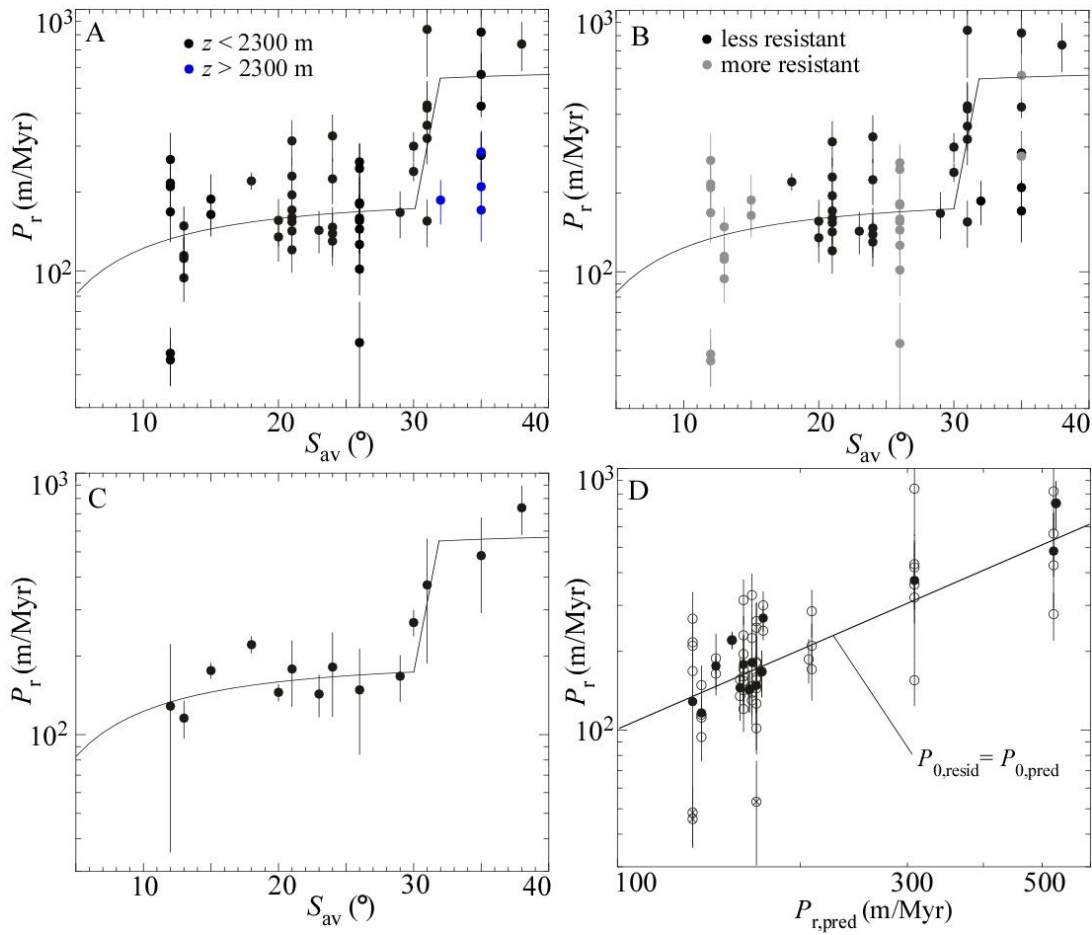 A
z < 2300 m
z > 2300 m
10³
10²
P_r (m/Myr)
10 20 30 40
S_av (°)
B
less resistant
more resistant
10³
10²
P_r (m/Myr)
10 20 30 40
S_av (°)
C
10³
10²
P_r (m/Myr)
10 20 30 40
S_av (°)
D
10³
10²
P_r (m/Myr)
P_0,resid = P_0,pred
100 300 500
P_r,pred (m/Myr)